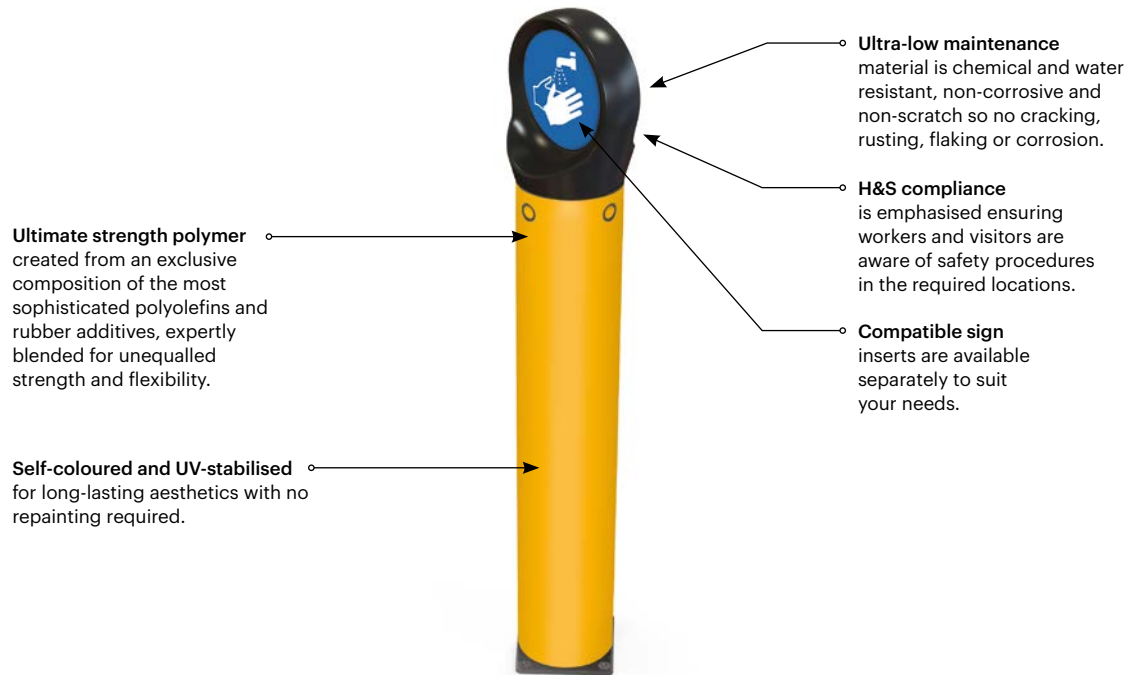 Ultimate strength polymer
created from an exclusive
composition of the most
sophisticated polyolefins and
rubber additives, expertly
blended for unequalled
strength and flexibility.
Self-coloured and UV-stabilised
for long-lasting aesthetics with no
repainting required.
Ultra-low maintenance
material is chemical and water
resistant, non-corrosive and
non-scratch so no cracking,
rusting, flaking or corrosion.
H&S compliance
is emphasised ensuring
workers and visitors are
aware of safety procedures
in the required locations.
Compatible sign
inserts are available
separately to suit
your needs.